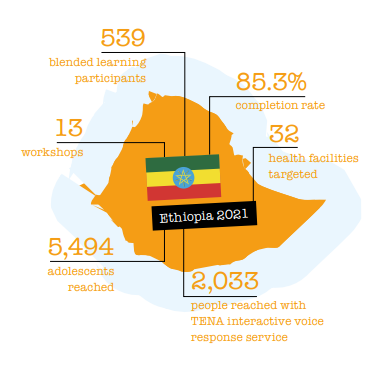 539
blended learning
participants
85.3%
completion rate
13
workshops
32
health facilities
targeted
Ethiopia 2021
5,494
adolescents
reached
2,033
people reached with
TENA interactive voice
response service